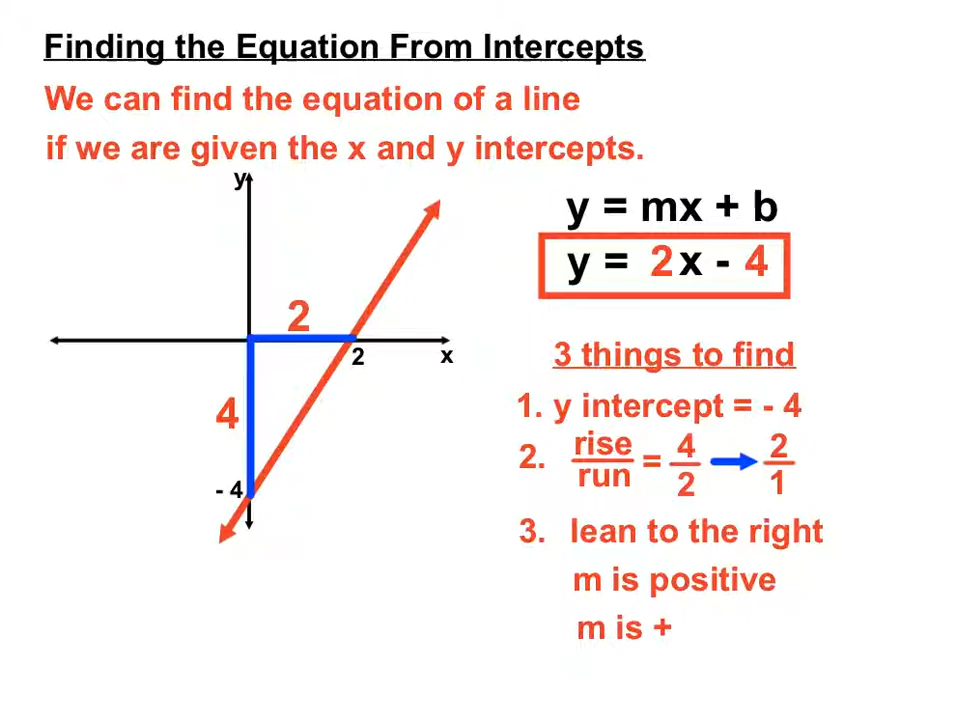 Finding the Equation From Intercepts
We can find the equation of a line
if we are given the x and y intercepts.
y
2
2
x
4
- 4
y = mx + b
y = 2x - 4
3 things to find
1. y intercept = - 4
2. rise/run = 4/2 → 2/1
3. lean to the right
m is positive
m is +